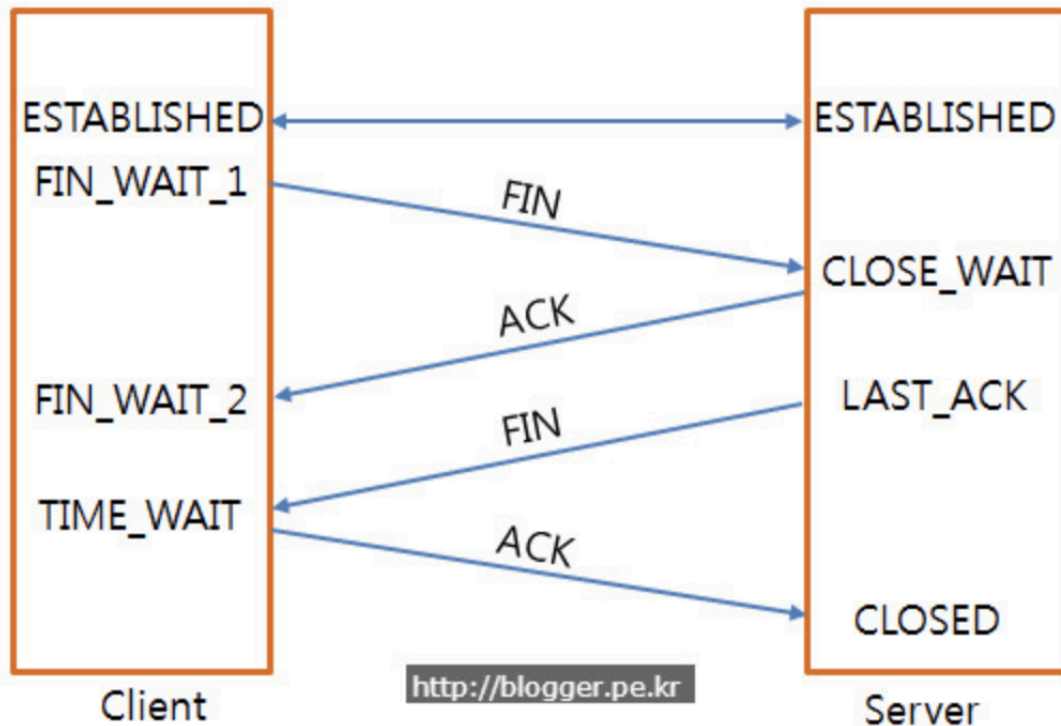 ESTABLISHED
ESTABLISHED
FIN_WAIT_1
FIN
CLOSE_WAIT
ACK
FIN_WAIT_2
LAST_ACK
FIN
TIME_WAIT
ACK
CLOSED
http://blogger.pe.kr
Client
Server